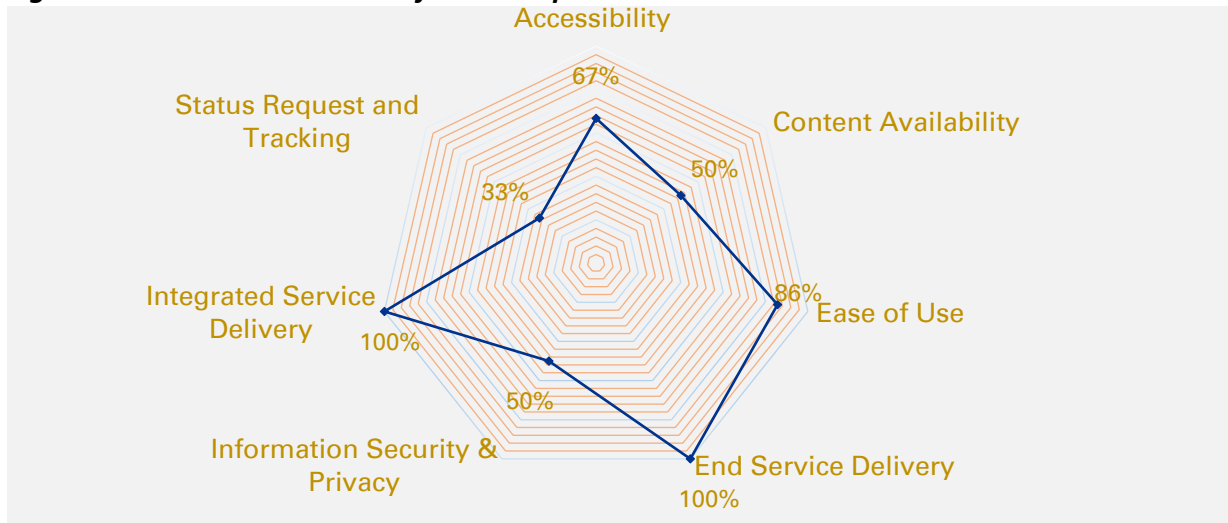 Accessibility
67%
Status Request and
Tracking
Content Availability
50%
33%
Integrated Service
Delivery
100%
86%
Ease of Use
50%
Information Security &
Privacy
End Service Delivery
100%